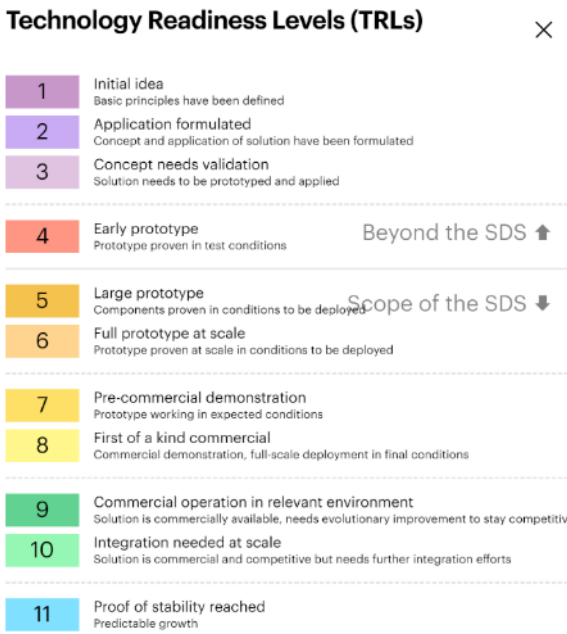 Technology Readiness Levels (TRLs)
1
Initial idea
Basic principles have been defined
2
Application formulated
Concept and application of solution have been formulated
3
Concept needs validation
Solution needs to be prototyped and applied
4
Early prototype
Prototype proven in test conditions
Beyond the SDS ⬆
5
Large prototype
Components proven in conditions to be deployed
Scope of the SDS ⬇
6
Full prototype at scale
Prototype proven at scale in conditions to be deployed
7
Pre-commercial demonstration
Prototype working in expected conditions
8
First of a kind commercial
Commercial demonstration, full-scale deployment in final conditions
9
Commercial operation in relevant environment
Solution is commercially available, needs evolutionary improvement to stay competitiv
10
Integration needed at scale
Solution is commercial and competitive but needs further integration efforts
11
Proof of stability reached
Predictable growth